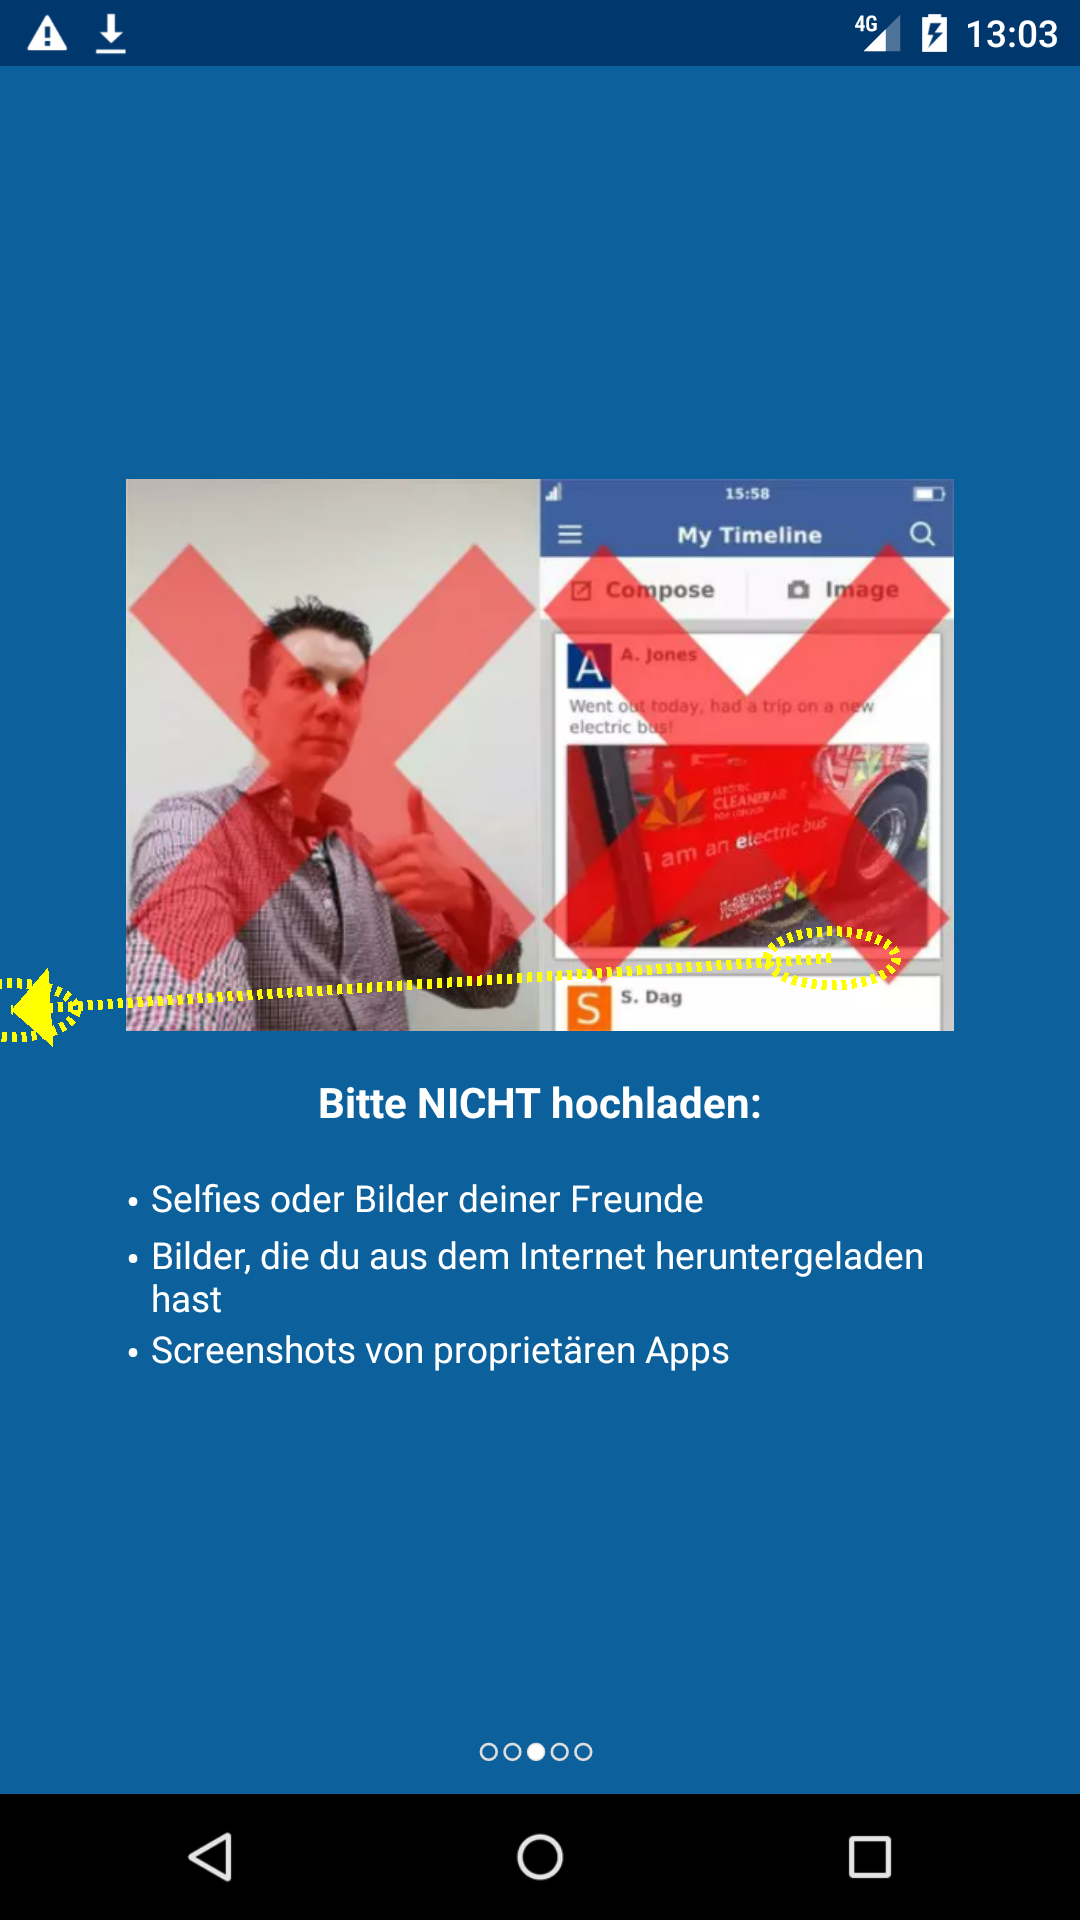 4G 13:03
15:58
My Timeline
Compose Image
A A. Jones
Went out today, had a trip on a new
electric bus!
ELECTRIC
CLEANERAIR
FOR LONDON
I am an electric bus
S S. Dag
Bitte NICHT hochladen:
• Selfies oder Bilder deiner Freunde
• Bilder, die du aus dem Internet heruntergeladen
hast
• Screenshots von proprietären Apps